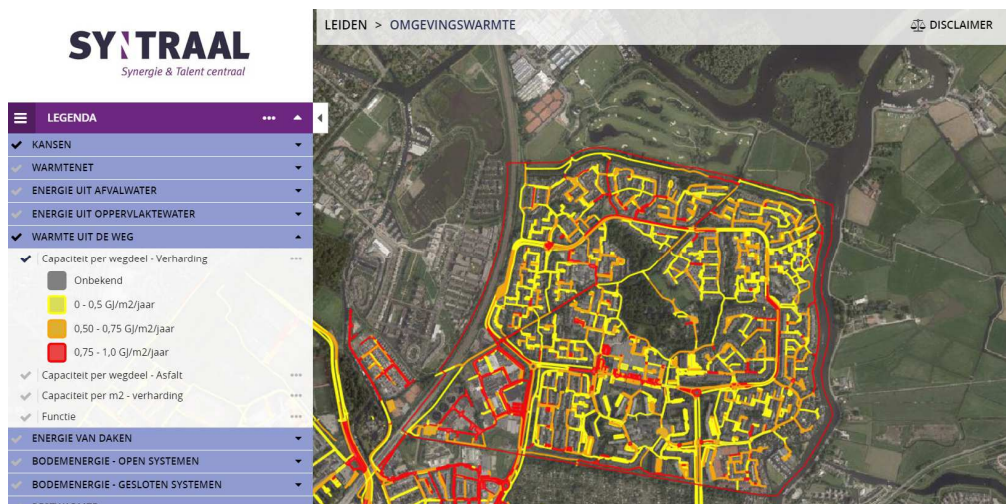 SYNTRAAL
Synergie & Talent centraal
LEIDEN > OMGEVINGSWARMTE
DISCLAIMER
LEGENDA
KANSEN
WARMTENET
ENERGIE UIT AFVALWATER
ENERGIE UIT OPPERVLAKTEWATER
WARMTE UIT DE WEG
Capaciteit per wegdeel - Verharding
Onbekend
0 - 0,5 GJ/m2/jaar
0,50 - 0,75 GJ/m2/jaar
0,75 - 1,0 GJ/m2/jaar
Capaciteit per wegdeel - Asfalt
Capaciteit per m2 - verharding
Functie
ENERGIE VAN DAKEN
BODEMENERGIE - OPEN SYSTEMEN
BODEMENERGIE - GESLOTEN SYSTEMEN